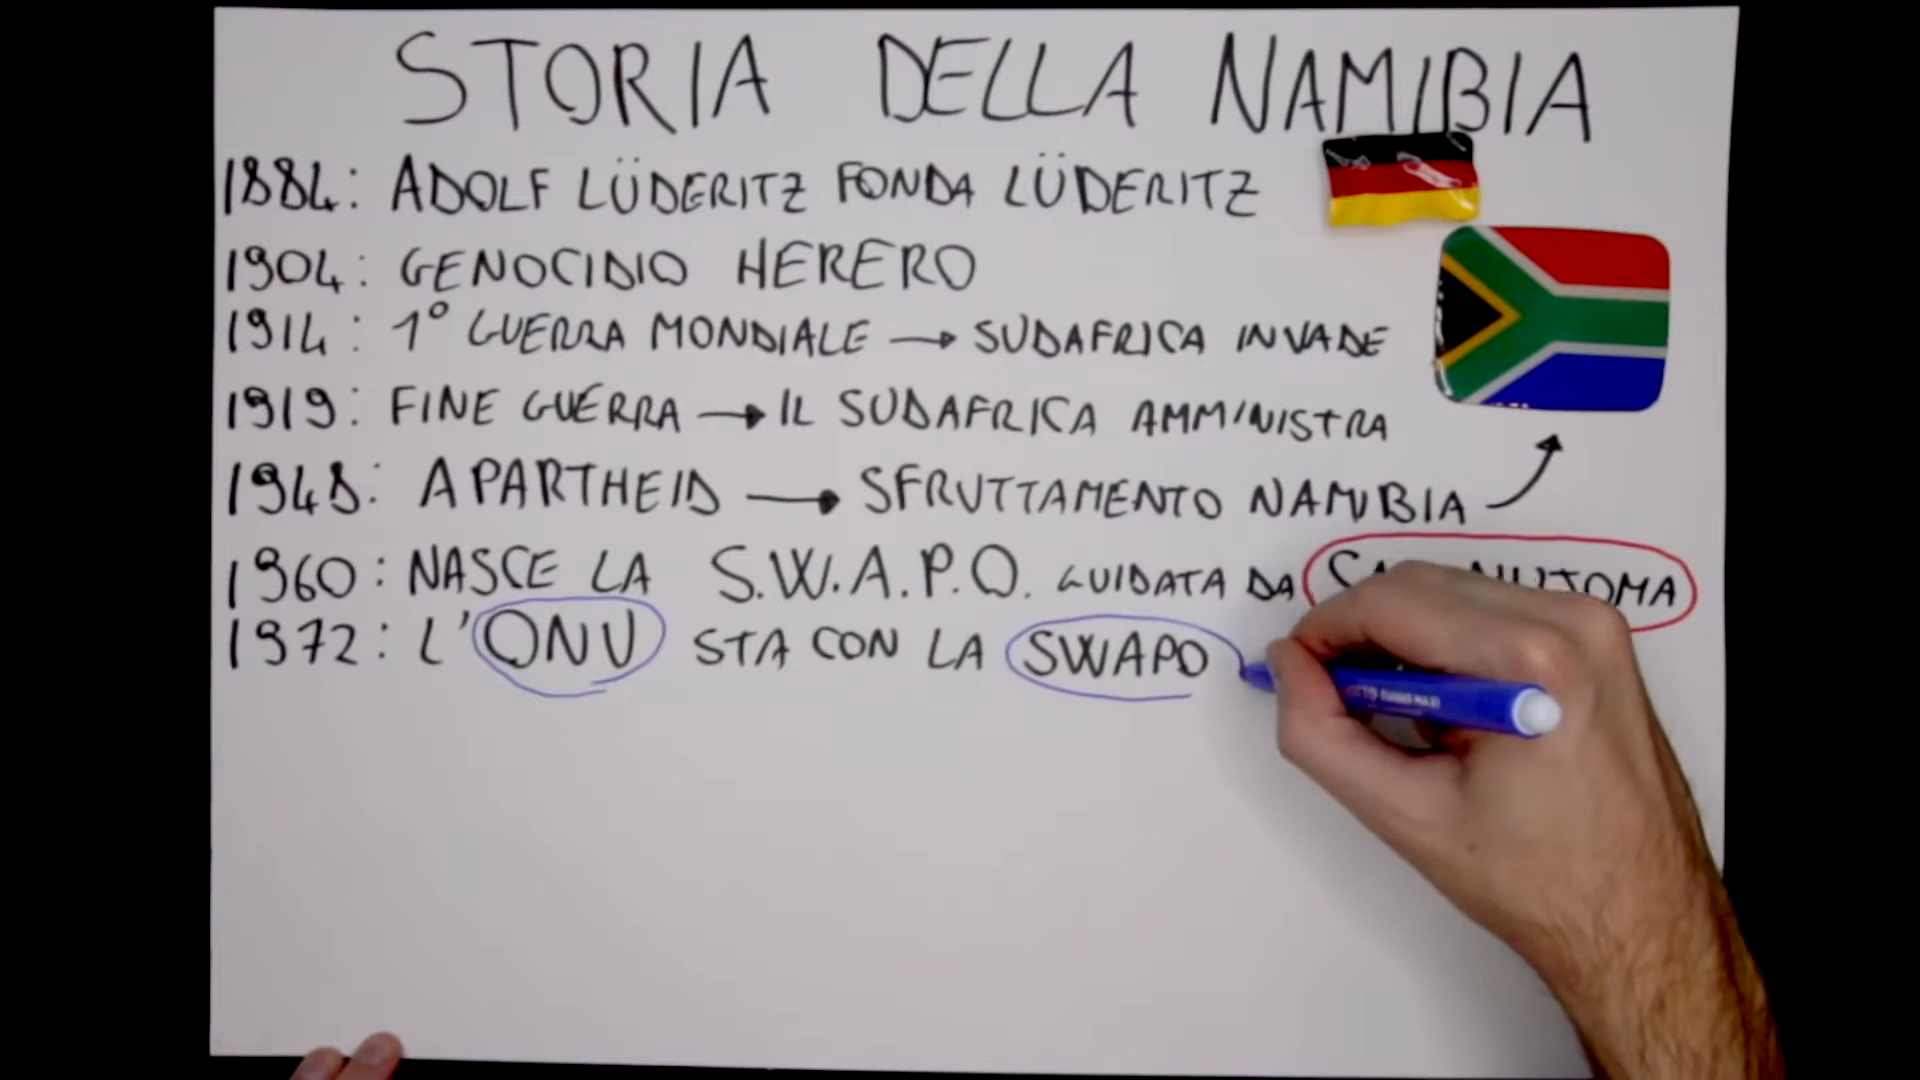 STORIA DELLA NAMIBIA
1884: ADOLF LÜDERITZ FONDA LÜDERITZ
1904: GENOCIDIO HERERO
1914: 1° GUERRA MONDIALE → SUDAFRICA INVADE
1919: FINE GUERRA → IL SUDAFRICA AMMINISTRA
1948: APARTHEID → SFRUTTAMENTO NAMIBIA
1960: NASCE LA S.W.A.P.O. GUIDATA DA NUJOMA
1972: L'ONU STA CON LA SWAPO